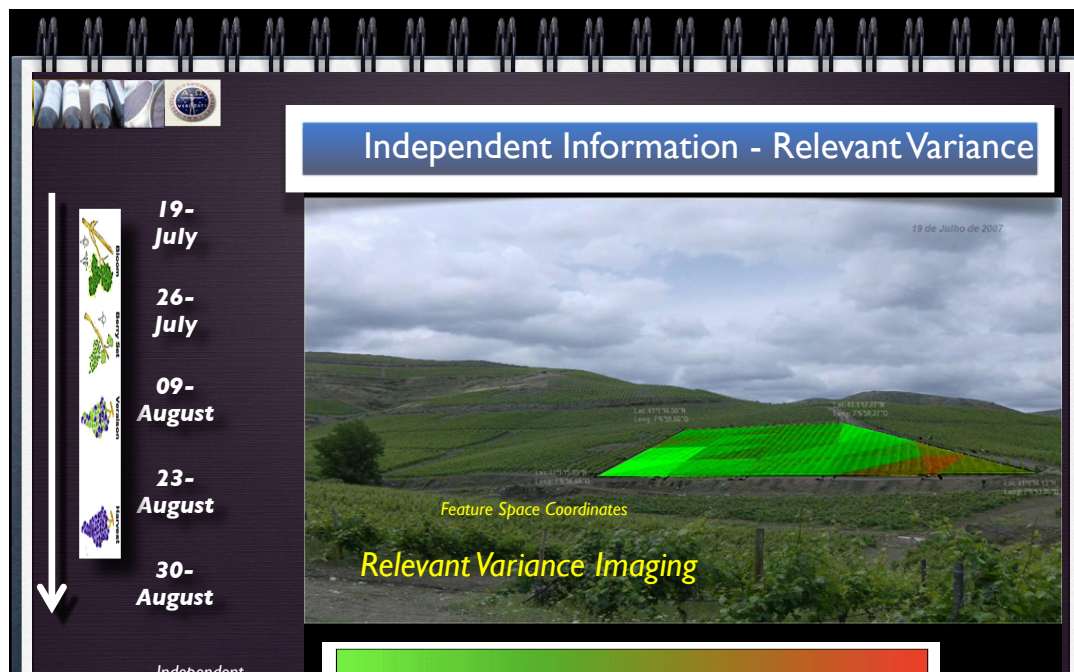 Independent Information - Relevant Variance
19-
July
26-
July
09-
August
23-
August
30-
August
Bloom
Berry Set
Veraison
Harvest
19 de Julho de 2007
Feature Space Coordinates
Relevant Variance Imaging
Independent